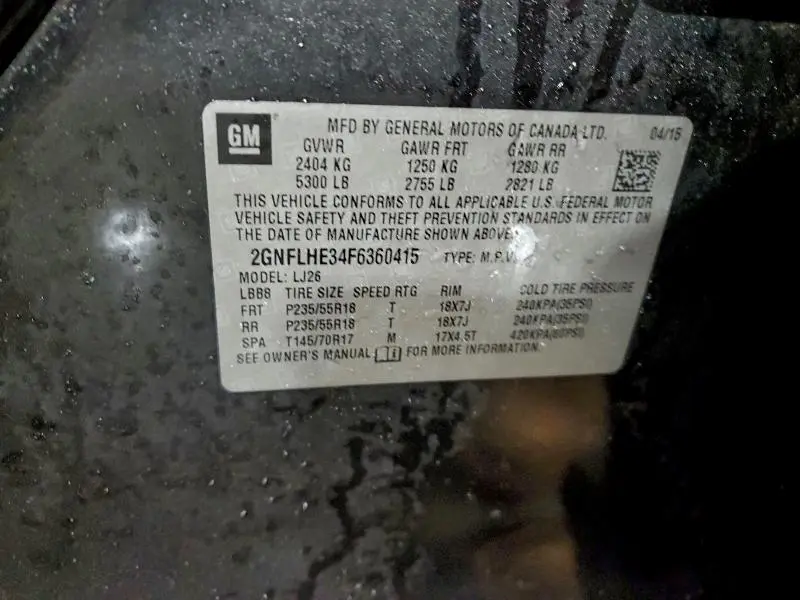 GM
MFD BY GENERAL MOTORS OF CANADA LTD. 04/15
GVWR GAWR FRT GAWR RR
2404 KG 1250 KG 1280 KG
5300 LB 2755 LB 2821 LB
THIS VEHICLE CONFORMS TO ALL APPLICABLE U.S. FEDERAL MOTOR
VEHICLE SAFETY AND THEFT PREVENTION STANDARDS IN EFFECT ON
THE DATE OF MANUFACTURE SHOWN ABOVE.
2GNFLHE34F6360415 TYPE: M.P.V.
MODEL: LJ26
LBB8 TIRE SIZE SPEED RTG RIM COLD TIRE PRESSURE
FRT P235/55R18 T 18X7J 240KPA(35PSI)
RR P235/55R18 T 18X7J 240KPA(35PSI)
SPA T145/70R17 M 17X4.5T 420KPA(60PSI)
SEE OWNER'S MANUAL FOR MORE INFORMATION